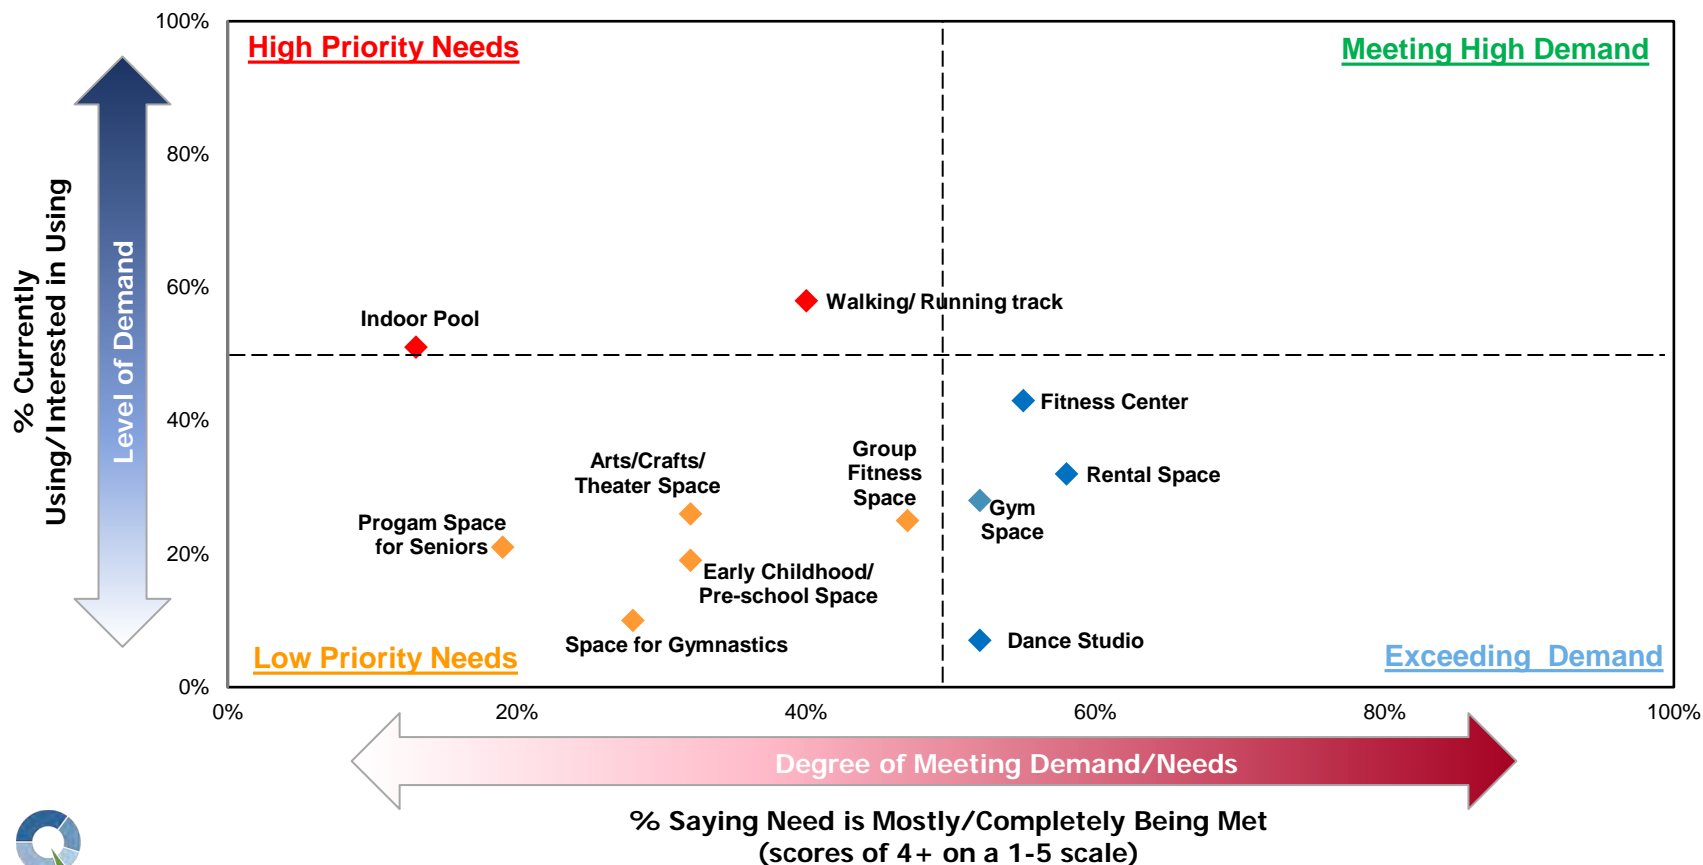 100%
High Priority Needs
Meeting High Demand
80%
60%
40%
20%
0%
% Currently
Using/Interested in Using
Level of Demand
Indoor Pool
Walking/ Running track
Fitness Center
Group
Fitness
Space
Arts/Crafts/
Theater Space
Rental Space
Gym
Space
Progam Space
for Seniors
Early Childhood/
Pre-school Space
Space for Gymnastics
Dance Studio
Low Priority Needs
Exceeding  Demand
0%
20%
40%
60%
80%
100%
Degree of Meeting Demand/Needs
% Saying Need is Mostly/Completely Being Met
(scores of 4+ on a 1-5 scale)